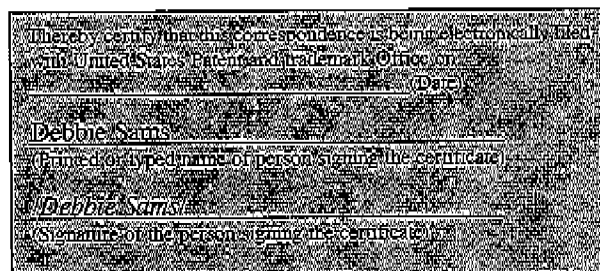 I hereby certify that this correspondence is being electronically filed
with United States Patent and trademark Office on
(Date)
Debbie Sams
(Printed or typed name of person signing the certificate)
Debbie Sams
(Signature of the person signing the certificate)